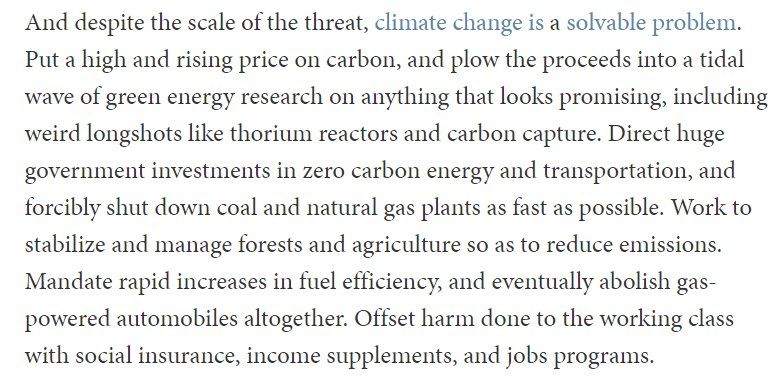 And despite the scale of the threat, climate change is a solvable problem.
Put a high and rising price on carbon, and plow the proceeds into a tidal
wave of green energy research on anything that looks promising, including
weird longshots like thorium reactors and carbon capture. Direct huge
government investments in zero carbon energy and transportation, and
forcibly shut down coal and natural gas plants as fast as possible. Work to
stabilize and manage forests and agriculture so as to reduce emissions.
Mandate rapid increases in fuel efficiency, and eventually abolish gas-
powered automobiles altogether. Offset harm done to the working class
with social insurance, income supplements, and jobs programs.